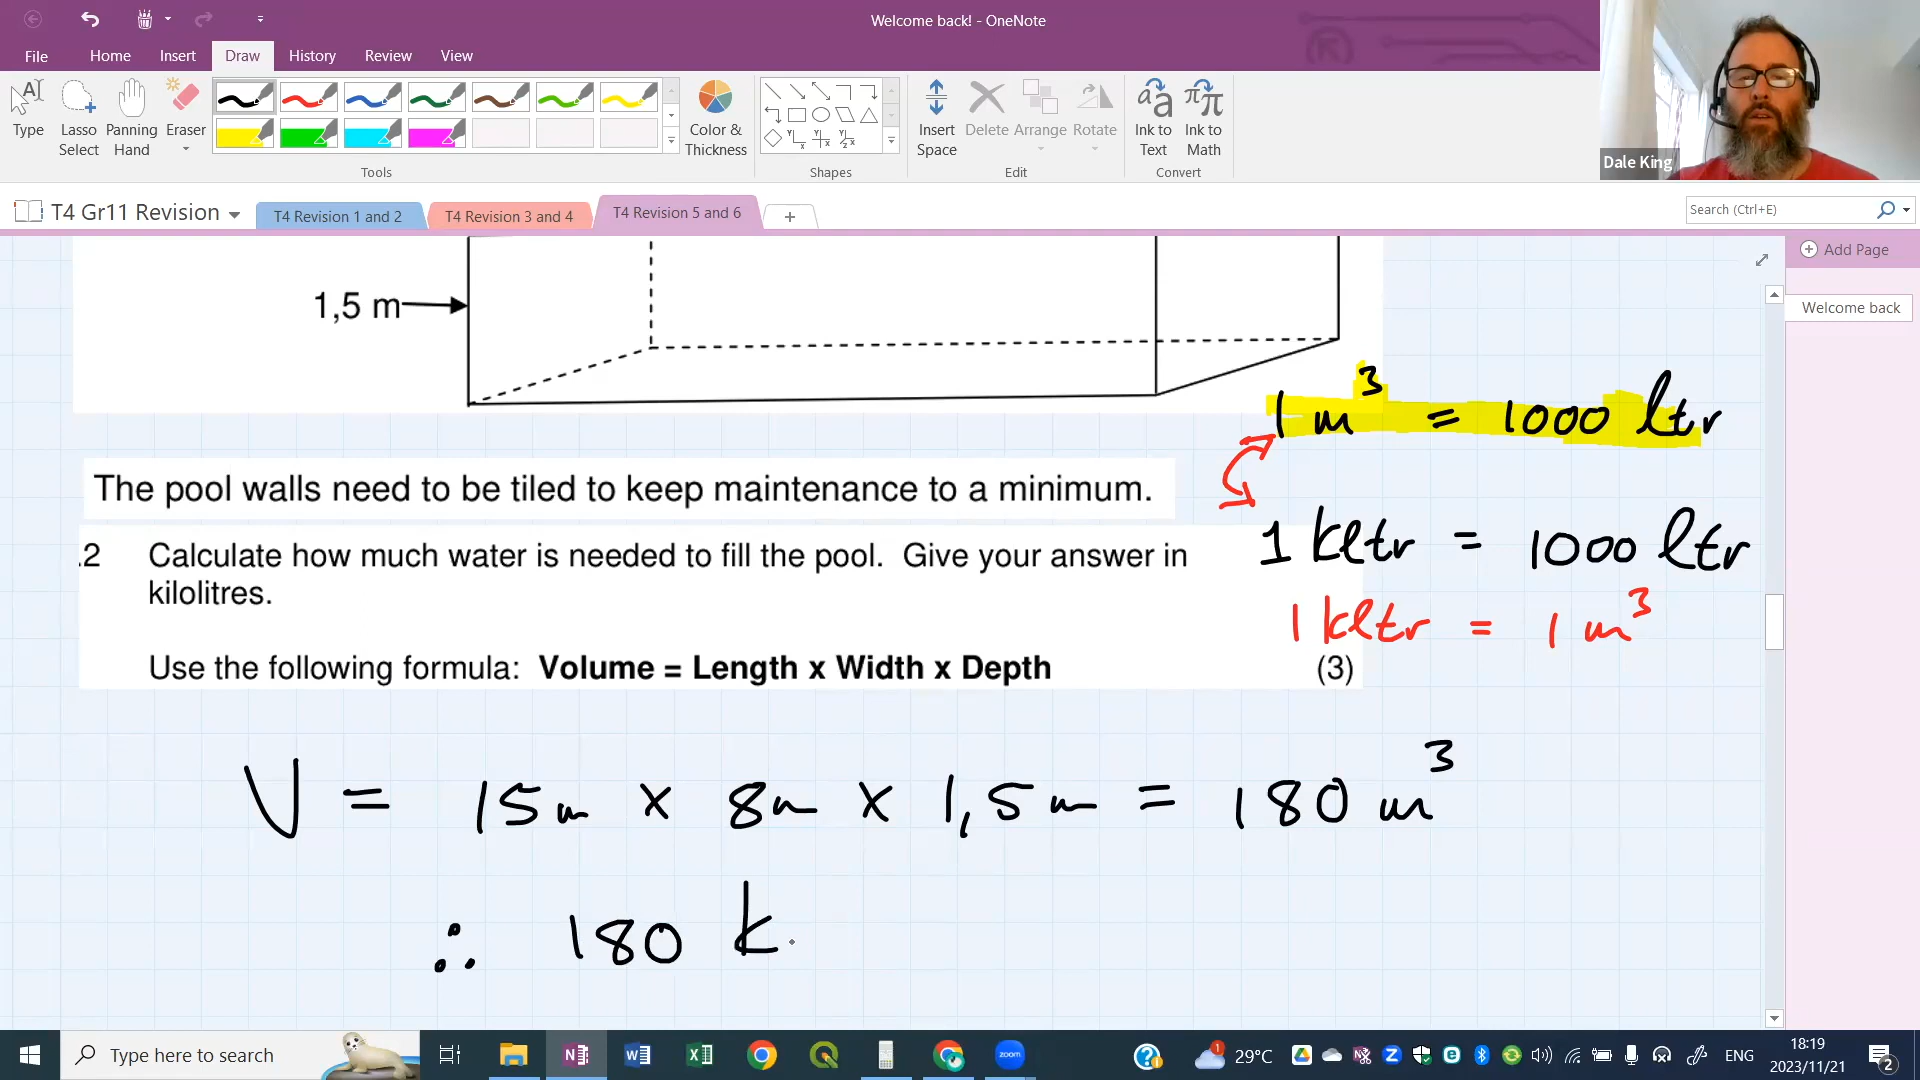 Welcome back! - OneNote
File Home Insert Draw History Review View
Type
Lasso Select
Panning Hand
Eraser
Color & Thickness
Insert Space
Delete
Arrange
Rotate
Ink to Text
Ink to Math
Tools
Shapes
Edit
Convert
Dale King
T4 Gr11 Revision
T4 Revision 1 and 2
T4 Revision 3 and 4
T4 Revision 5 and 6
Search (Ctrl+E)
Add Page
Welcome back
1,5 m
1 m³ = 1000 ltr
The pool walls need to be tiled to keep maintenance to a minimum.
1 kltr = 1000 ltr
.2 Calculate how much water is needed to fill the pool. Give your answer in
kilolitres.
1 kltr = 1 m³
Use the following formula: Volume = Length x Width x Depth (3)
V = 15m x 8m x 1,5m = 180 m³
∴ 180 k
Type here to search
zoom
29°C
ENG
18:19
2023/11/21
2